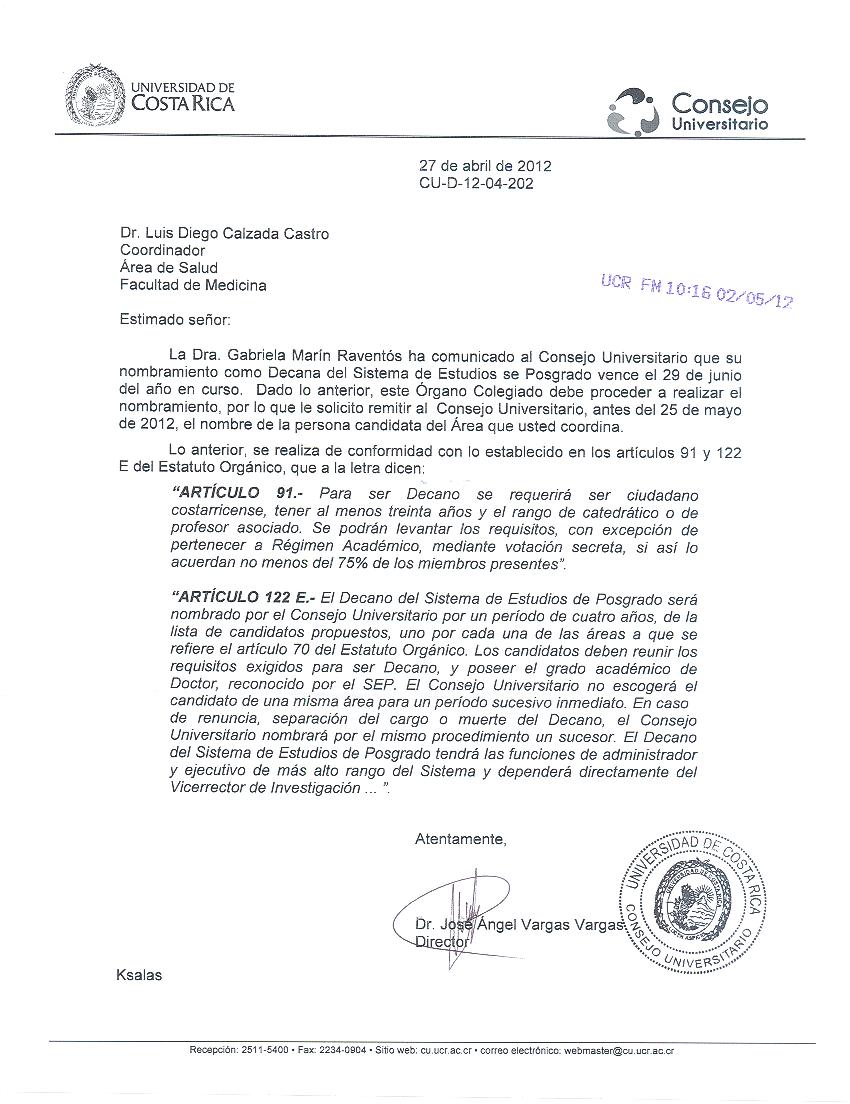 UNIVERSIDAD DE
COSTA RICA
Consejo
Universitario
27 de abril de 2012
CU-D-12-04-202
Dr. Luis Diego Calzada Castro
Coordinador
Área de Salud
Facultad de Medicina
UCR FM 10:16 02/05/12
Estimado señor:
La Dra. Gabriela Marín Raventós ha comunicado al Consejo Universitario que su
nombramiento como Decana del Sistema de Estudios se Posgrado vence el 29 de junio
del año en curso. Dado lo anterior, este Órgano Colegiado debe proceder a realizar el
nombramiento, por lo que le solicito remitir al Consejo Universitario, antes del 25 de mayo
de 2012, el nombre de la persona candidata del Área que usted coordina.
Lo anterior, se realiza de conformidad con lo establecido en los artículos 91 y 122
E del Estatuto Orgánico, que a la letra dicen:
“ARTÍCULO 91.- Para ser Decano se requerirá ser ciudadano
costarricense, tener al menos treinta años y el rango de catedrático o de
profesor asociado. Se podrán levantar los requisitos, con excepción de
pertenecer a Régimen Académico, mediante votación secreta, si así lo
acuerdan no menos del 75% de los miembros presentes”.
“ARTÍCULO 122 E.- El Decano del Sistema de Estudios de Posgrado será
nombrado por el Consejo Universitario por un período de cuatro años, de la
lista de candidatos propuestos, uno por cada una de las áreas a que se
refiere el artículo 70 del Estatuto Orgánico. Los candidatos deben reunir los
requisitos exigidos para ser Decano, y poseer el grado académico de
Doctor, reconocido por el SEP. El Consejo Universitario no escogerá el
candidato de una misma área para un período sucesivo inmediato. En caso
de renuncia, separación del cargo o muerte del Decano, el Consejo
Universitario nombrará por el mismo procedimiento un sucesor. El Decano
del Sistema de Estudios de Posgrado tendrá las funciones de administrador
y ejecutivo de más alto rango del Sistema y dependerá directamente del
Vicerrector de Investigación ... ”.
Atentamente,
Dr. José Ángel Vargas Vargas
Director
UNIVERSIDAD DE COSTA RICA
CONSEJO UNIVERSITARIO
Ksalas
Recepción: 2511-5400 • Fax: 2234-0904 • Sitio web: cu.ucr.ac.cr • correo electrónico: webmaster@cu.ucr.ac.cr